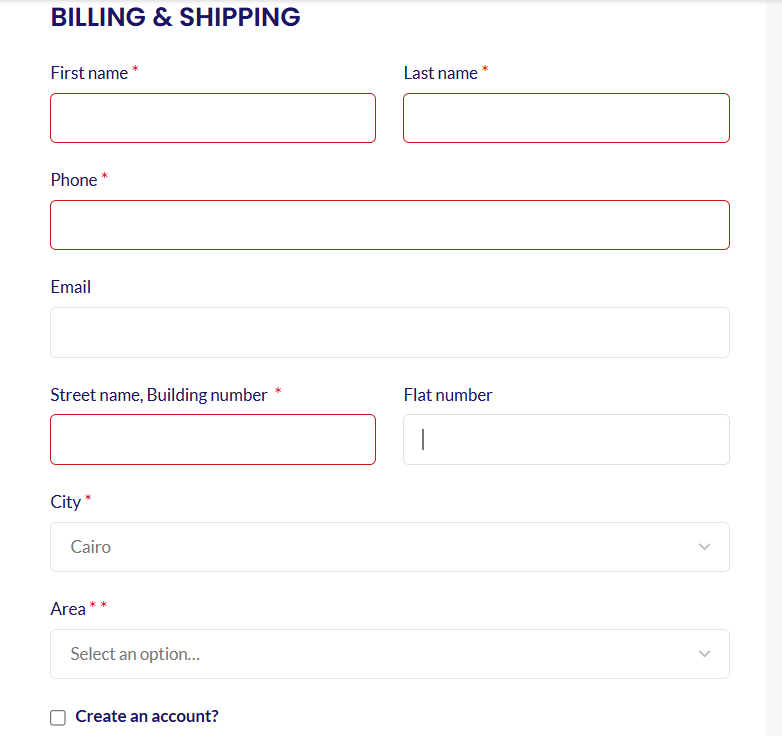 BILLING & SHIPPING
First name *
Last name *
Phone *
Email
Street name, Building number *
Flat number
City *
Cairo
Area * *
Select an option...
Create an account?